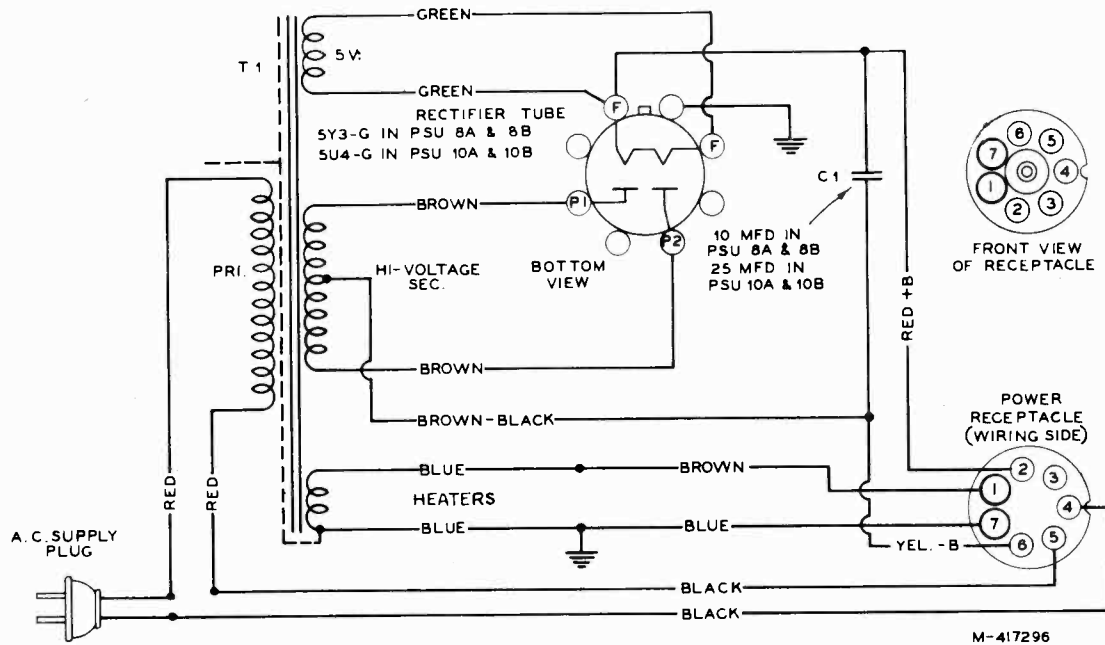 GREEN
T1
5V.
GREEN
RECTIFIER TUBE
5Y3-G IN PSU 8A & 8B
5U4-G IN PSU 10A & 10B
F
F
P1
P2
BOTTOM
VIEW
BROWN
PRI.
HI-VOLTAGE
SEC.
BROWN
BROWN-BLACK
C1
10 MFD IN
PSU 8A & 8B
25 MFD IN
PSU 10A & 10B
RED +B
6
5
7
4
1
2
3
FRONT VIEW
OF RECEPTACLE
POWER
RECEPTACLE
(WIRING SIDE)
2
3
1
4
7
5
6
BLUE
BROWN
HEATERS
BLUE
BLUE
YEL.-B
RED
RED
A.C. SUPPLY
PLUG
BLACK
BLACK
M-417296